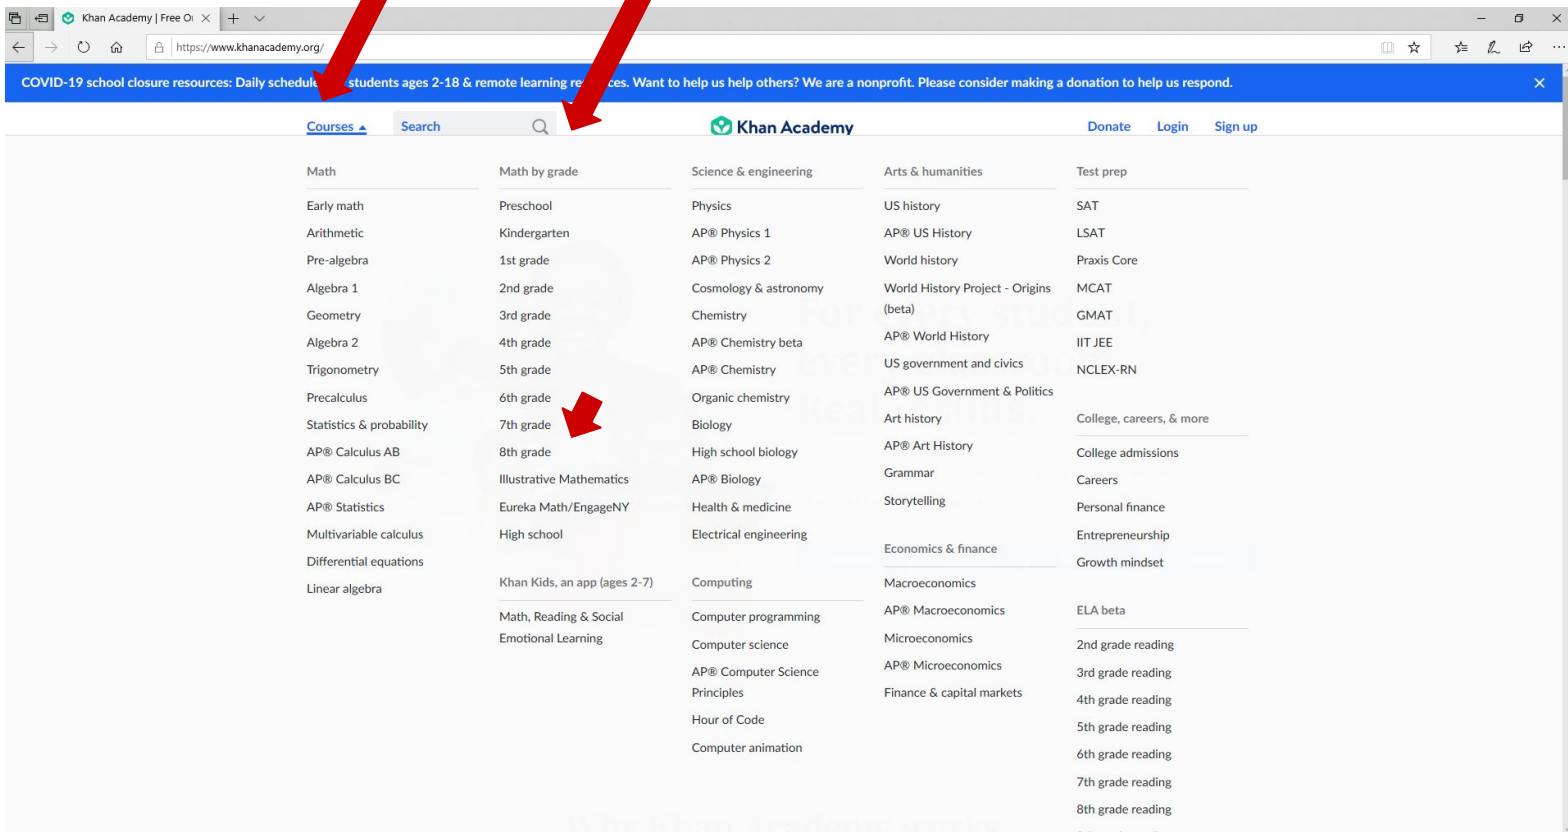 Khan Academy | Free O
https://www.khanacademy.org/
COVID-19 school closure resources: Daily schedule students ages 2-18 & remote learning. Want to help us help others? We are a nonprofit. Please consider making a donation to help us respond.
Courses Search Khan Academy Donate Login Sign up
Math
Early math
Arithmetic
Pre-algebra
Algebra 1
Geometry
Algebra 2
Trigonometry
Precalculus
Statistics & probability
AP® Calculus AB
AP® Calculus BC
AP® Statistics
Multivariable calculus
Differential equations
Linear algebra
Math by grade
Preschool
Kindergarten
1st grade
2nd grade
3rd grade
4th grade
5th grade
6th grade
7th grade
8th grade
Illustrative Mathematics
Eureka Math/EngageNY
High school
Khan Kids, an app (ages 2-7)
Math, Reading & Social
Emotional Learning
Science & engineering
Physics
AP® Physics 1
AP® Physics 2
Cosmology & astronomy
Chemistry
AP® Chemistry beta
AP® Chemistry
Organic chemistry
Biology
High school biology
AP® Biology
Health & medicine
Electrical engineering
Computing
Computer programming
Computer science
AP® Computer Science
Principles
Hour of Code
Computer animation
Arts & humanities
US history
AP® US History
World history
World History Project - Origins
(beta)
AP® World History
US government and civics
AP® US Government & Politics
Art history
AP® Art History
Grammar
Storytelling
Economics & finance
Macroeconomics
AP® Macroeconomics
Microeconomics
AP® Microeconomics
Finance & capital markets
Test prep
SAT
LSAT
Praxis Core
MCAT
GMAT
IIT JEE
NCLEX-RN
College, careers, & more
College admissions
Careers
Personal finance
Entrepreneurship
Growth mindset
ELA beta
2nd grade reading
3rd grade reading
4th grade reading
5th grade reading
6th grade reading
7th grade reading
8th grade reading